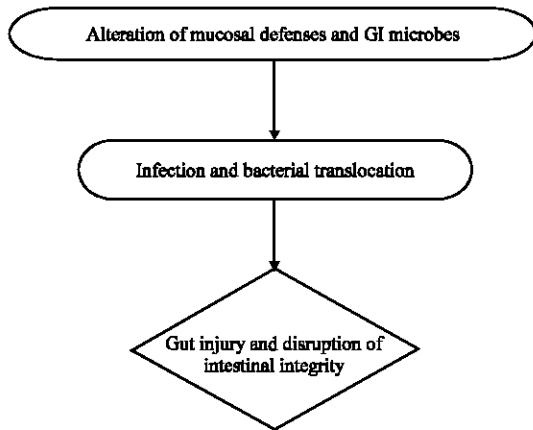 Alteration of mucosal defenses and GI microbes
Infection and bacterial translocation
Gut injury and disruption of
intestinal integrity